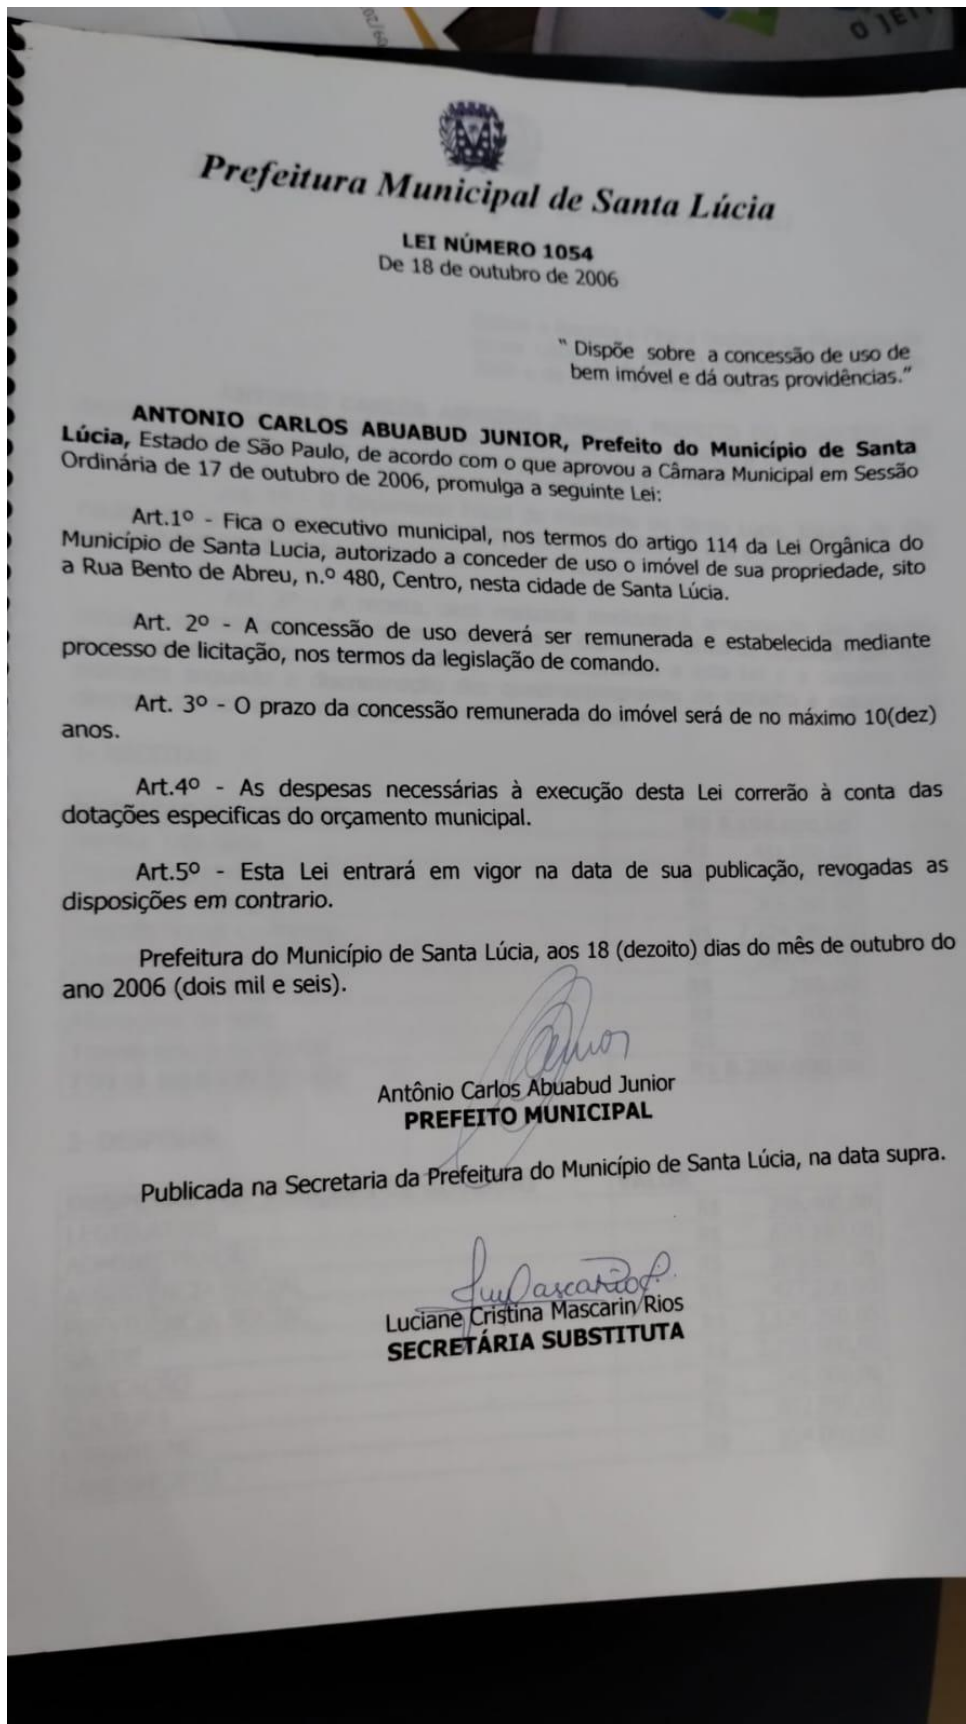 Prefeitura Municipal de Santa Lúcia
LEI NÚMERO 1054
De 18 de outubro de 2006
" Dispõe sobre a concessão de uso de
bem imóvel e dá outras providências."
ANTONIO CARLOS ABUABUD JUNIOR, Prefeito do Município de Santa
Lúcia, Estado de São Paulo, de acordo com o que aprovou a Câmara Municipal em Sessão
Ordinária de 17 de outubro de 2006, promulga a seguinte Lei:
Art.1º - Fica o executivo municipal, nos termos do artigo 114 da Lei Orgânica do
Município de Santa Lucia, autorizado a conceder de uso o imóvel de sua propriedade, sito
a Rua Bento de Abreu, n.º 480, Centro, nesta cidade de Santa Lúcia.
Art. 2º - A concessão de uso deverá ser remunerada e estabelecida mediante
processo de licitação, nos termos da legislação de comando.
Art. 3º - O prazo da concessão remunerada do imóvel será de no máximo 10(dez)
anos.
Art.4º - As despesas necessárias à execução desta Lei correrão à conta das
dotações especificas do orçamento municipal.
Art.5º - Esta Lei entrará em vigor na data de sua publicação, revogadas as
disposições em contrario.
Prefeitura do Município de Santa Lúcia, aos 18 (dezoito) dias do mês de outubro do
ano 2006 (dois mil e seis).
Antônio Carlos Abuabud Junior
PREFEITO MUNICIPAL
Publicada na Secretaria da Prefeitura do Município de Santa Lúcia, na data supra.
Luciane Cristina Mascarin Rios
SECRETÁRIA SUBSTITUTA